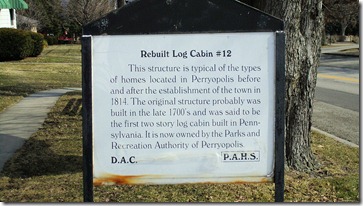 Rebuilt Log Cabin #12
This structure is typical of the types
of homes located in Perryopolis before
and after the establishment of the town in
1814. The original structure probably was
built in the late 1700's and was said to be
the first two story log cabin built in Penn-
sylvania. It is now owned by the Parks and
Recreation Authority of Perryopolis.
D.A.C. P.A.H.S.